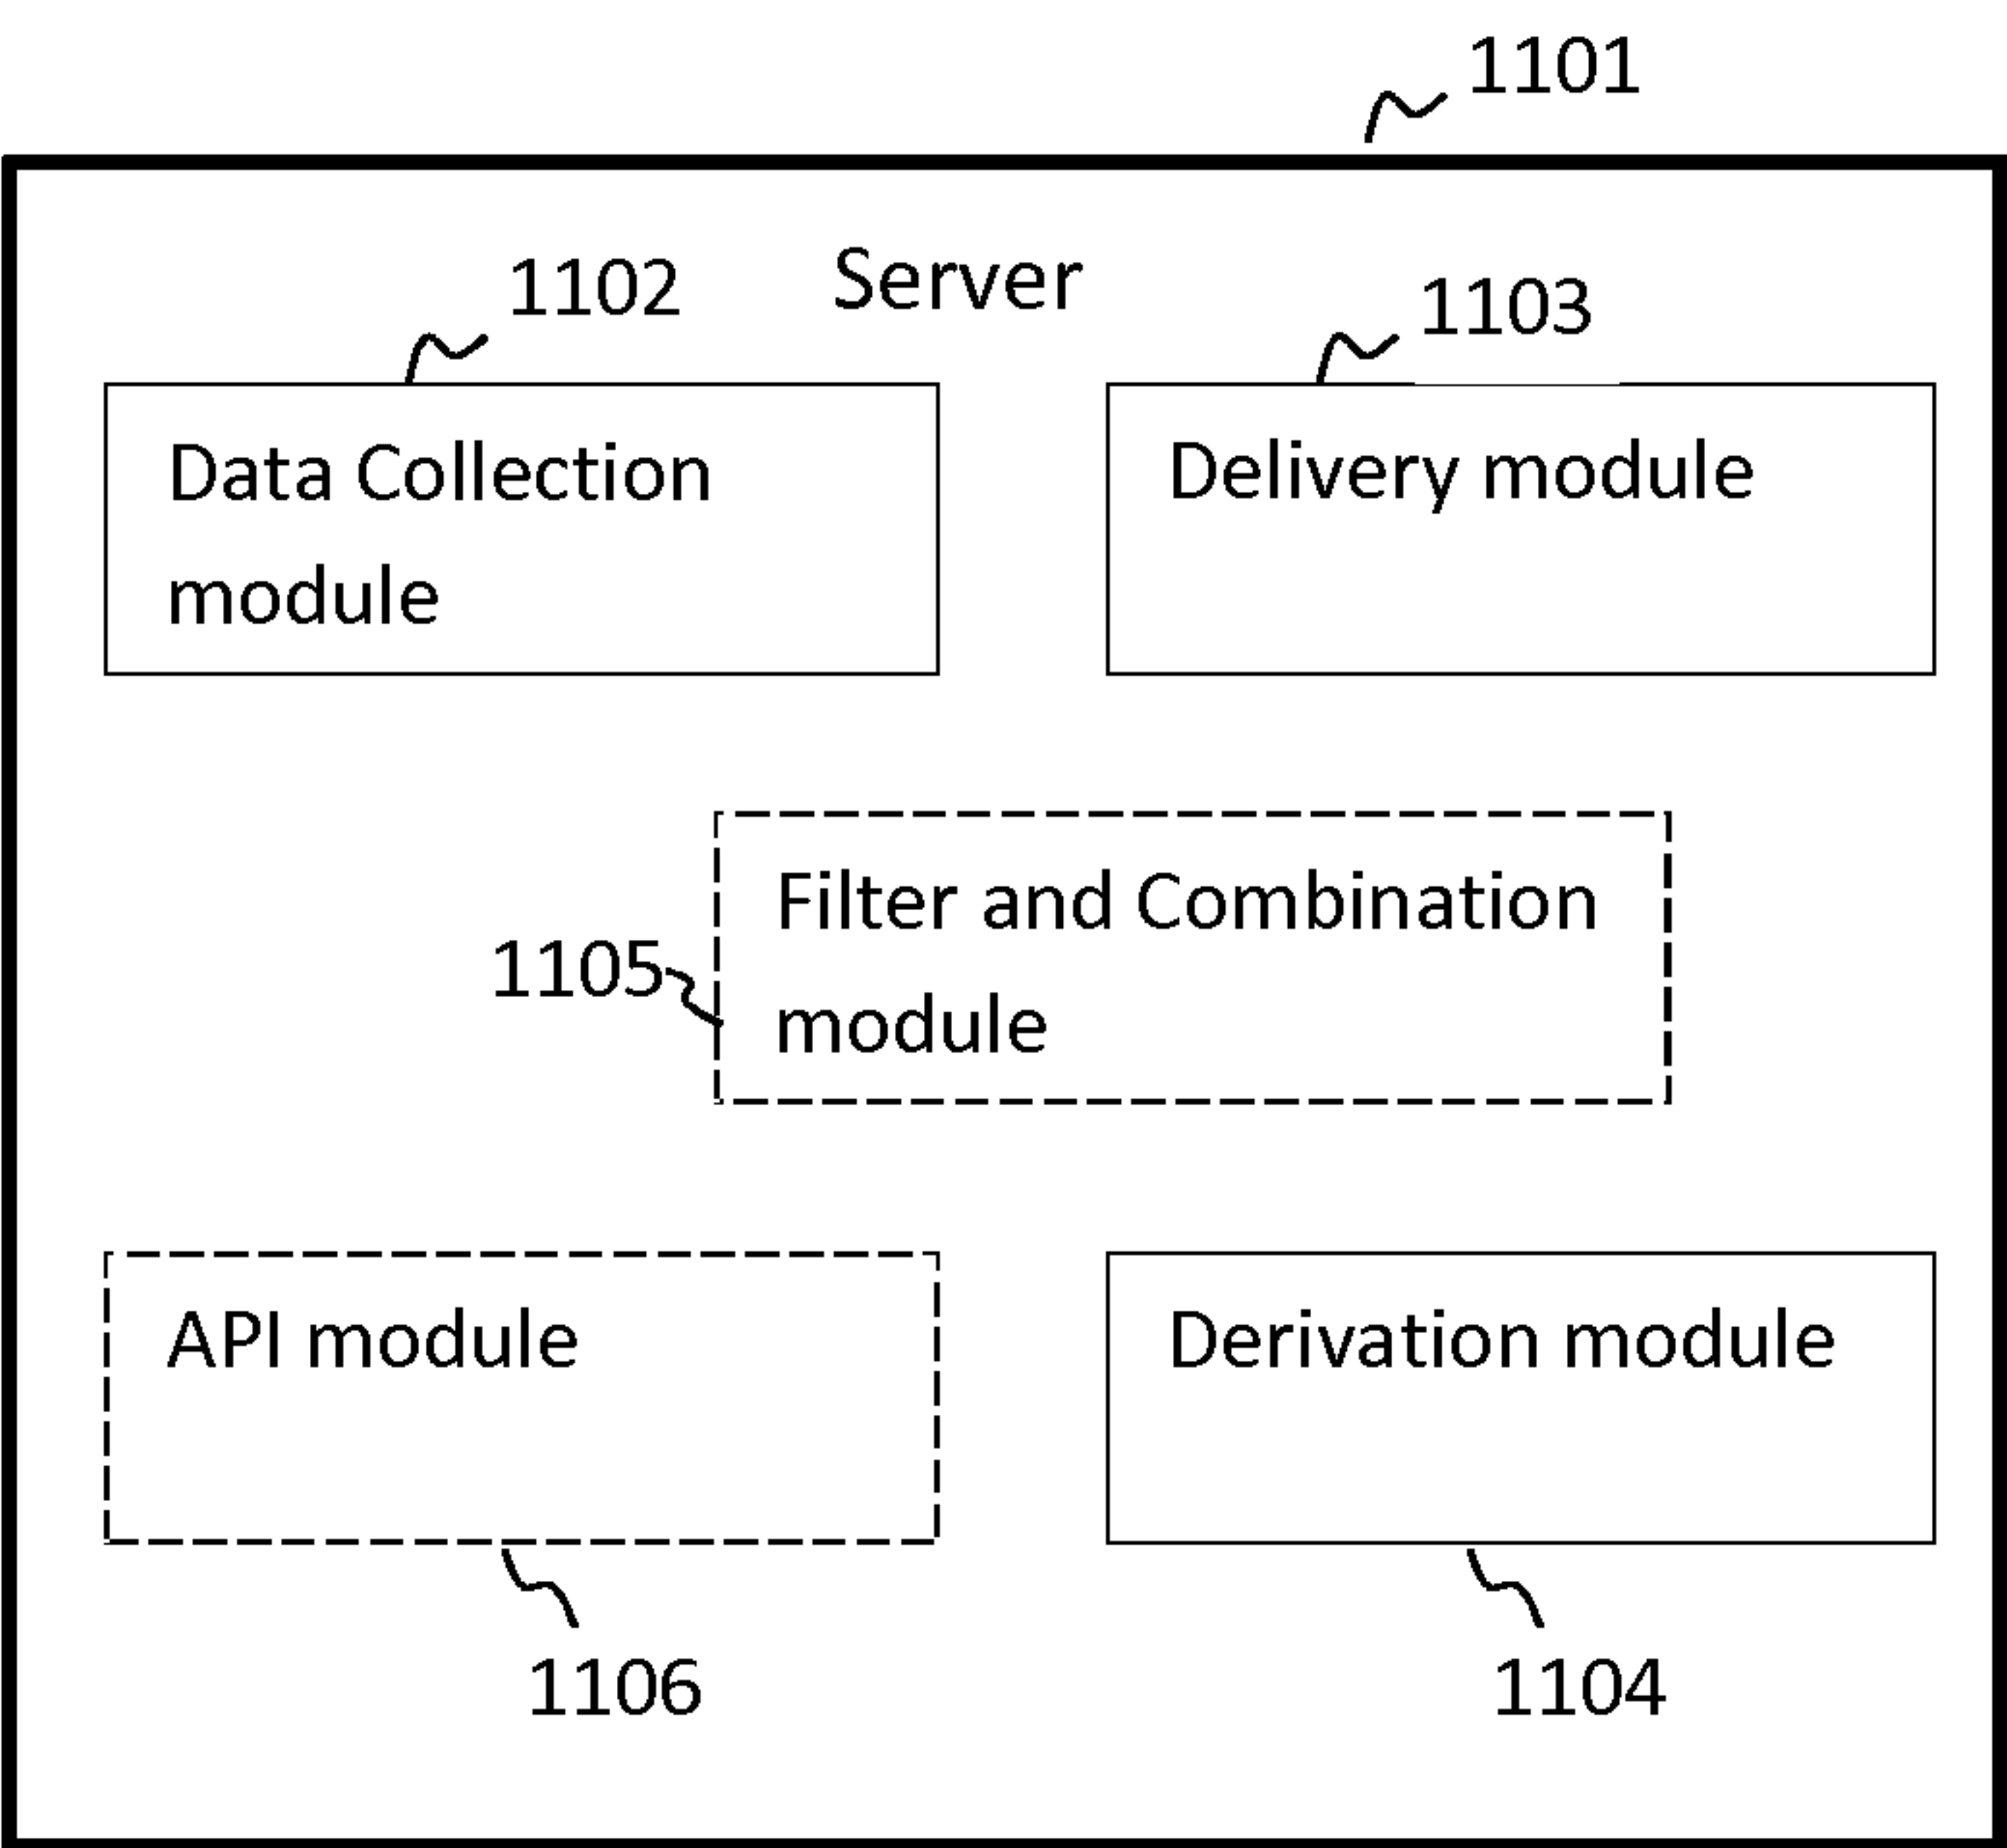 1101
Server
1102
1103
Data Collection
module
Delivery module
Filter and Combination
module
1105
API module
Derivation module
1106
1104